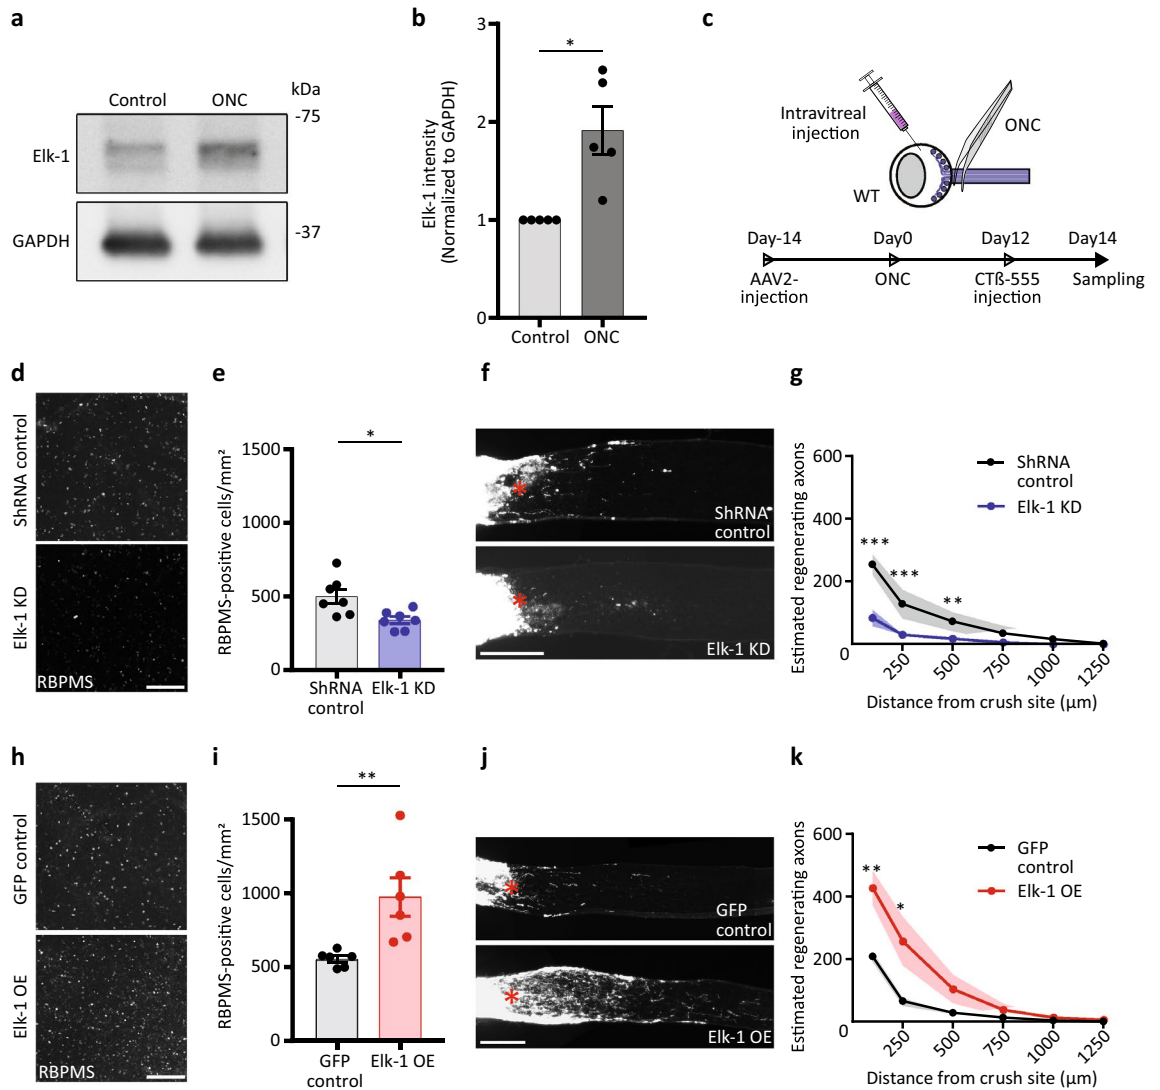 a
Control
ONC
kDa
-75
Elk-1
GAPDH
-37
b
Elk-1 intensity
(Normalized to GAPDH)
3
2
1
0
*
Control
ONC
c
Intravitreal
injection
ONC
WT
Day-14
Day0
Day12
Day14
AAV2-
injection
ONC
CTß-555
injection
Sampling
d
ShRNA control
Elk-1 KD
RBPMS
e
RBPMS-positive cells/mm²
1500
1000
500
0
*
ShRNA
control
Elk-1 KD
f
*
ShRNA
control
*
Elk-1 KD
g
Estimated regenerating axons
600
400
200
0
***
***
**
ShRNA
control
Elk-1 KD
250
500
750
1000
1250
Distance from crush site (µm)
h
GFP control
Elk-1 OE
RBPMS
i
RBPMS-positive cells/mm²
1500
1000
500
0
**
GFP
control
Elk-1 OE
j
*
GFP
control
*
Elk-1 OE
k
Estimated regenerating axons
600
400
200
0
**
*
GFP
control
Elk-1 OE
250
500
750
1000
1250
Distance from crush site (µm)